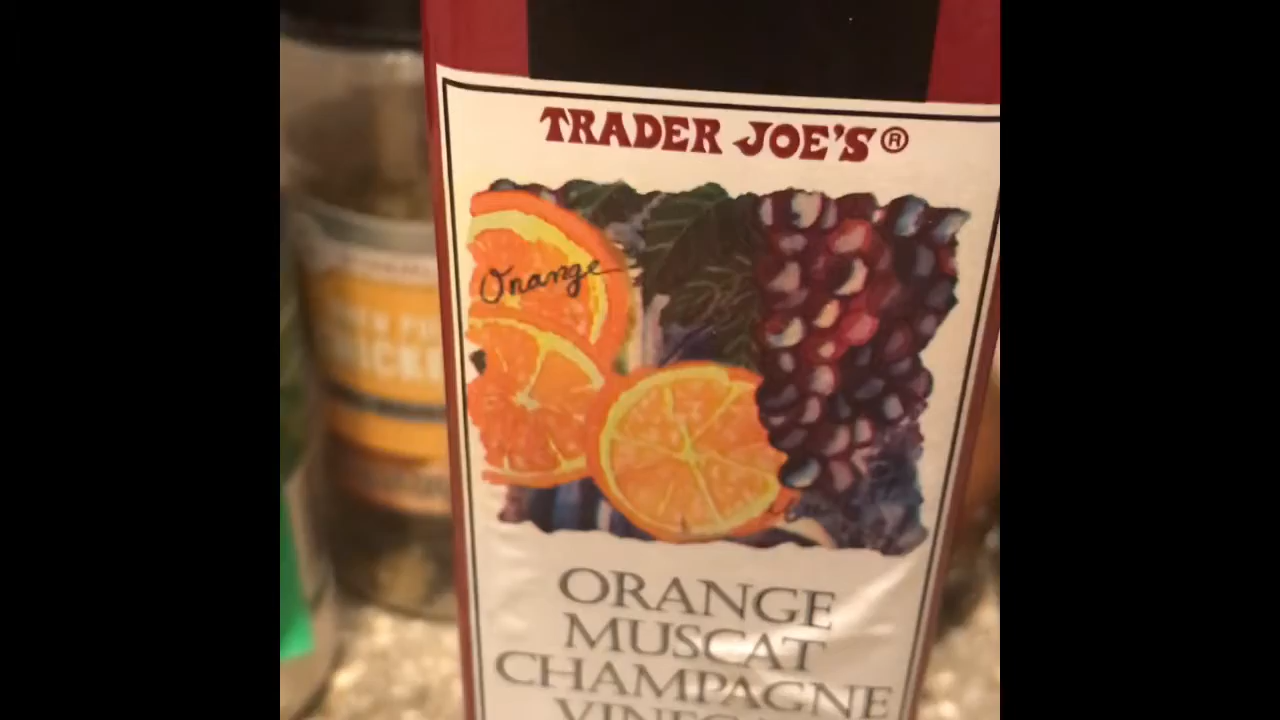 TRADER JOE'S®
Orange
ORANGE
MUSCAT
CHAMPAGNE